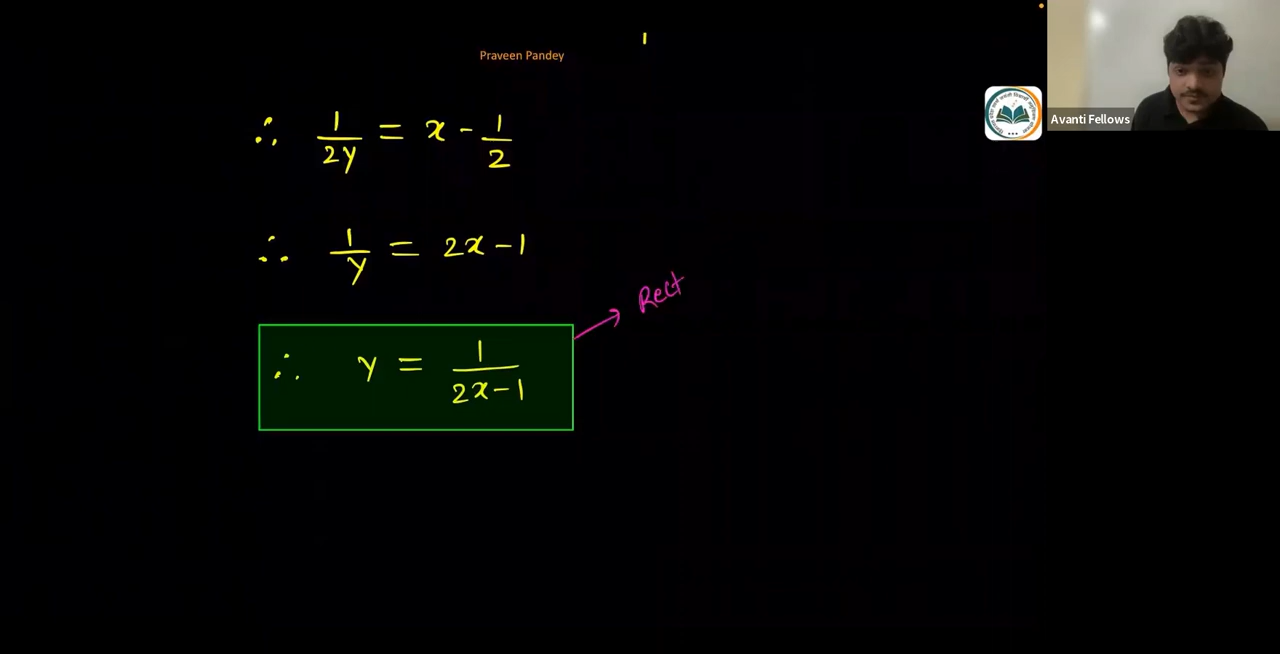 Praveen Pandey
∴ 1/2y = x - 1/2
Avanti Fellows
∴ 1/y = 2x - 1
Rect
∴ y = 1/2x-1